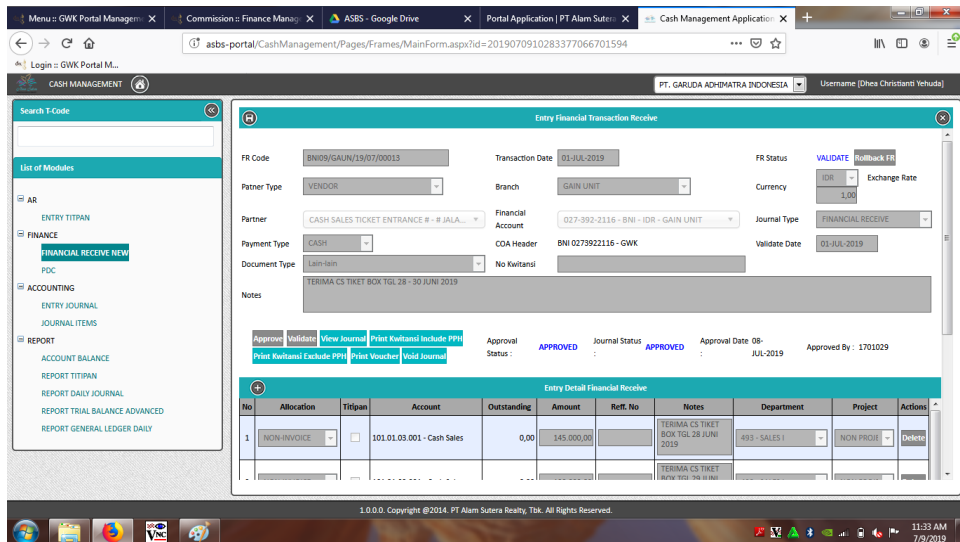 Menu :: GWK Portal Managem
Commission :: Finance Manag
ASBS - Google Drive
Portal Application | PT Alam Sutera
Cash Management Application
asbs-portal/CashManagement/Pages/Frames/MainForm.aspx?id=20190709102833770667015​94
Login :: GWK Portal M...
CASH MANAGEMENT
PT. GARUDA ADHIMATRA INDONESIA
Username [Dhea Christianti Yehuda]
Search T-Code
List of Modules
AR
ENTRY TITPAN
FINANCE
FINANCIAL RECEIVE NEW
PDC
ACCOUNTING
ENTRY JOURNAL
JOURNAL ITEMS
REPORT
ACCOUNT BALANCE
REPORT TITIPAN
REPORT DAILY JOURNAL
REPORT TRIAL BALANCE ADVANCED
REPORT GENERAL LEDGER DAILY
Entry Financial Transaction Receive
FR Code BNI09/GAUN/19/07/00013 Transaction Date 01-JUL-2019 FR Status VALIDATE Rollback FR
Patner Type VENDOR Branch GAIN UNIT Currency IDR Exchange Rate
1,00
Partner CASH SALES TICKET ENTRANCE # - # JALA... Financial Account 027-392-2116 - BNI - IDR - GAIN UNIT Journal Type FINANCIAL RECEIVE
Payment Type CASH COA Header BNI 0273922116 - GWK Validate Date 01-JUL-2019
Document Type Lain-lain No Kwitansi
Notes TERIMA CS TIKET BOX TGL 28 - 30 JUNI 2019
Approve Validate View Journal Print Kwitansi Include PPH
Print Kwitansi Exclude PPH Print Voucher Void Journal
Approval Status : APPROVED Journal Status : APPROVED Approval Date : 08-JUL-2019 Approved By : 1701029
Entry Detail Financial Receive
No Allocation Titipan Account Outstanding Amount Reff. No Notes Department Project Actions
1 NON-INVOICE 101.01.03.001 - Cash Sales 0,00 145.000,00 TERIMA CS TIKET BOX TGL 28 JUNI 2019 493 - SALES I NON PROJE Delete
TERIMA CS TIKET
1.0.0.0. Copyright @2014. PT Alam Sutera Realty, Tbk. All Rights Reserved.
11:33 AM
7/9/2019